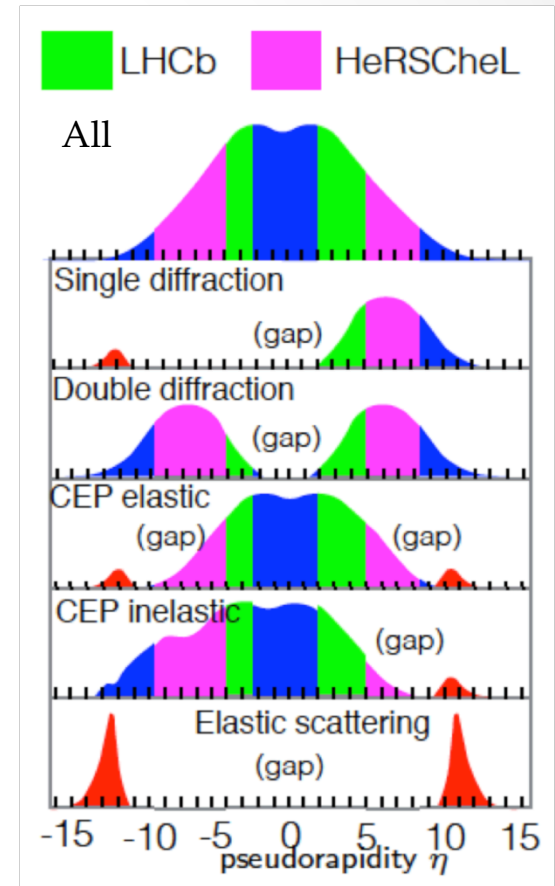 LHCb HeRSCheL
All
Single diffraction
(gap)
Double diffraction
(gap)
CEP elastic
(gap) (gap)
CEP inelastic
(gap)
Elastic scattering
(gap)
-15 -10 -5 0 5 10 15
pseudorapidity η